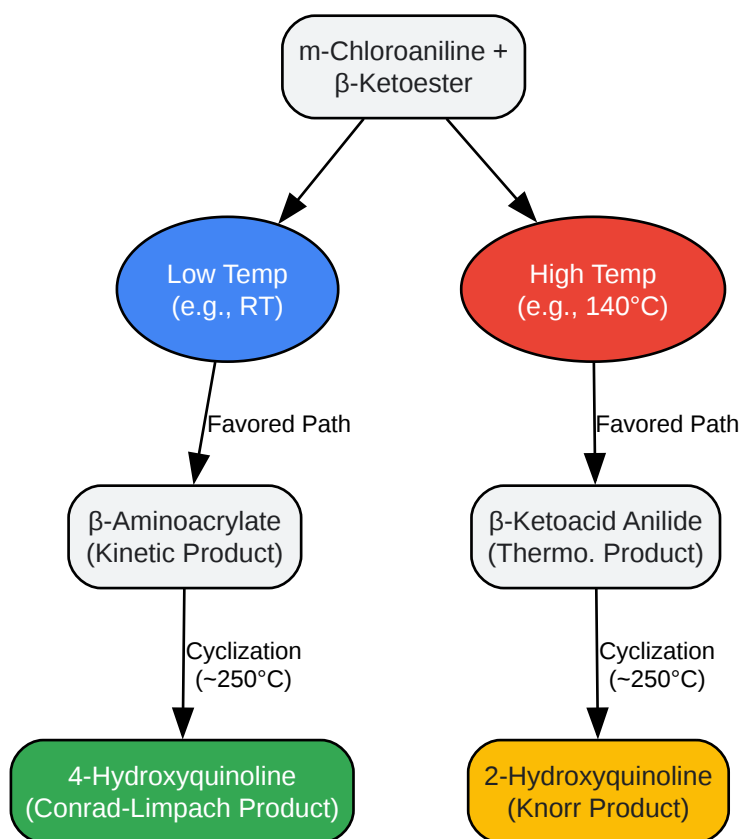 m-Chloroaniline +
β-Ketoester
Low Temp
(e.g., RT)
High Temp
(e.g., 140°C)
Favored Path
Favored Path
β-Aminoacrylate
(Kinetic Product)
β-Ketoacid Anilide
(Thermo. Product)
Cyclization
(~250°C)
Cyclization
(~250°C)
4-Hydroxyquinoline
(Conrad-Limpach Product)
2-Hydroxyquinoline
(Knorr Product)